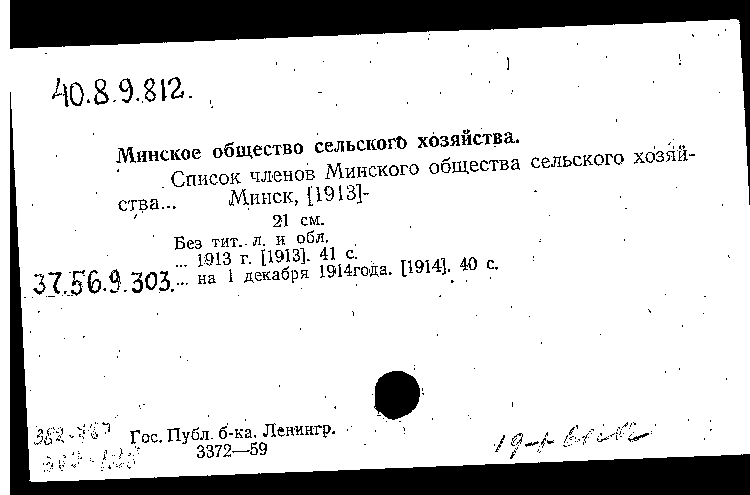 40.8.9.812.
Минское общество сельского хозяйства.
Список членов Минского общества сельского хозяй-
ства... Минск, [1913]-
21 см.
Без тит. л. и обл.
... 1913 г. [1913]. 41 с.
37.56.9.303.... на 1 декабря 1914года. [1914]. 40 с.
Гос. Публ. б-ка. Ленингр.
3372—59